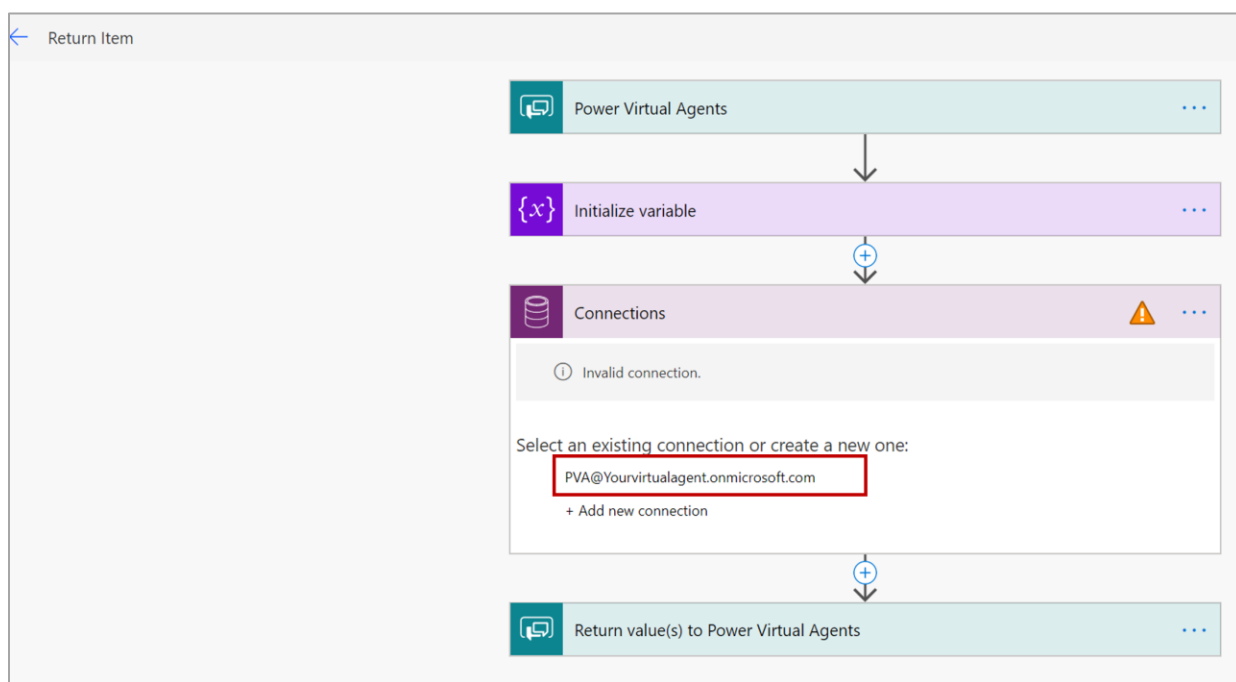 Return Item
Power Virtual Agents
{x} Initialize variable
Connections
Invalid connection.
Select an existing connection or create a new one:
PVA@Yourvirtualagent.onmicrosoft.com
+ Add new connection
Return value(s) to Power Virtual Agents